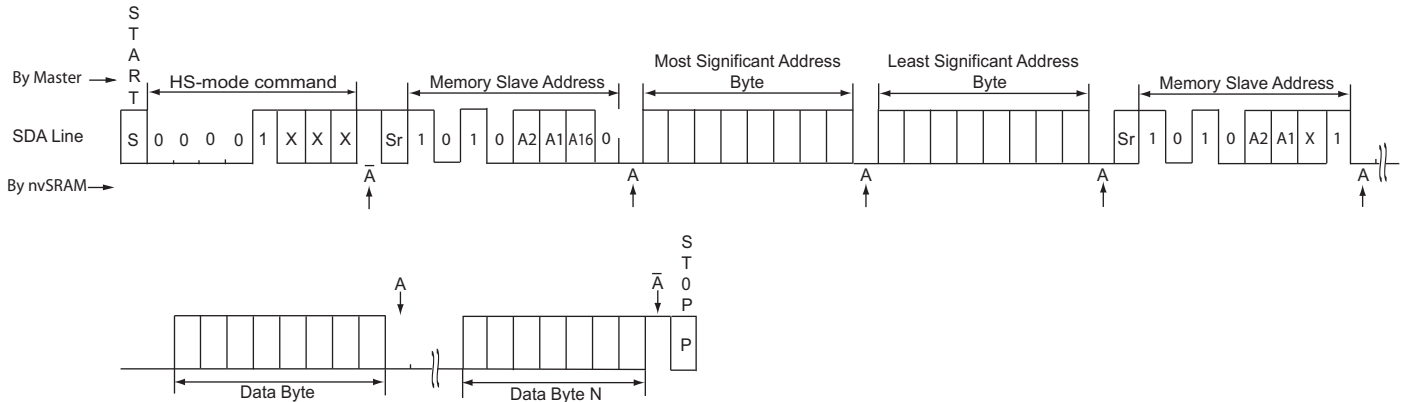 START
By Master
HS-mode command
Memory Slave Address
Most Significant Address
Byte
Least Significant Address
Byte
Memory Slave Address
SDA Line
S 0 0 0 0 1 X X X Sr 1 0 1 0 A2 A1 A16 0 Sr 1 0 1 0 A2 A1 X 1
By nvSRAM
A̅ A A A A
A A̅
ST0P
P
Data Byte
Data Byte N